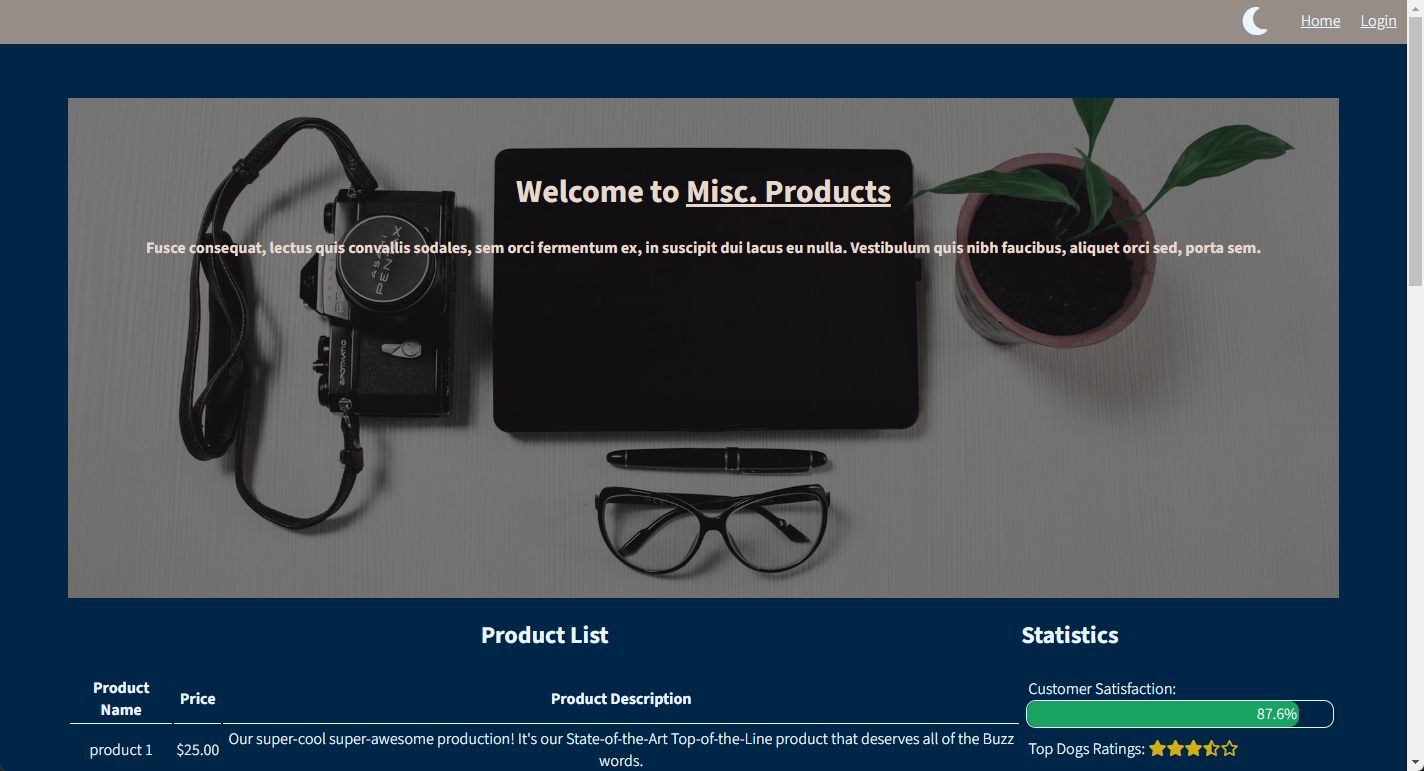 Home Login
Welcome to Misc. Products
Fusce consequat, lectus quis convallis sodales, sem orci fermentum ex, in suscipit dui lacus eu nulla. Vestibulum quis nibh faucibus, aliquet orci sed, porta sem.
ASAHI
PENTAX
SPOTMATIC
Product List
Product
Name
Price
Product Description
product 1
$25.00
Our super-cool super-awesome production! It's our State-of-the-Art Top-of-the-Line product that deserves all of the Buzz
words.
Statistics
Customer Satisfaction:
87.6%
Top Dogs Ratings: